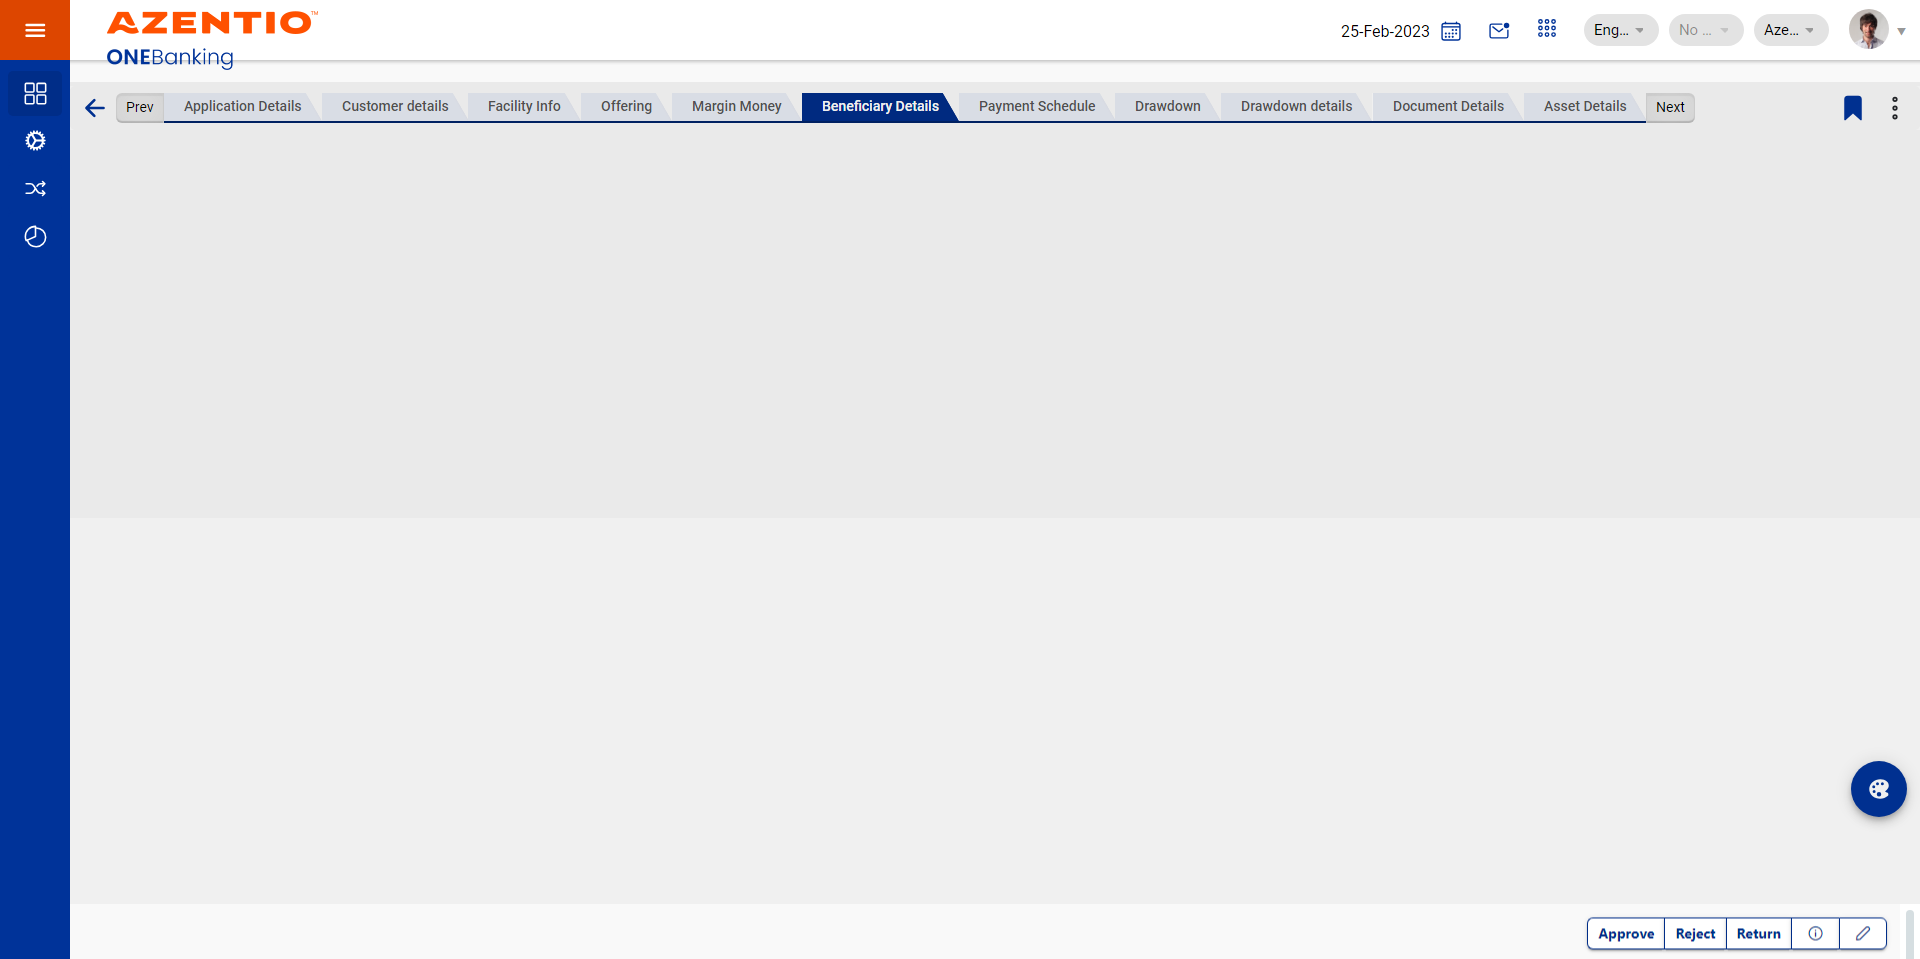 AZENTIO™
ONEBanking
25-Feb-2023 Eng... No ... Aze...
Prev Application Details Customer details Facility Info Offering Margin Money Beneficiary Details Payment Schedule Drawdown Drawdown details Document Details Asset Details Next
Approve Reject Return